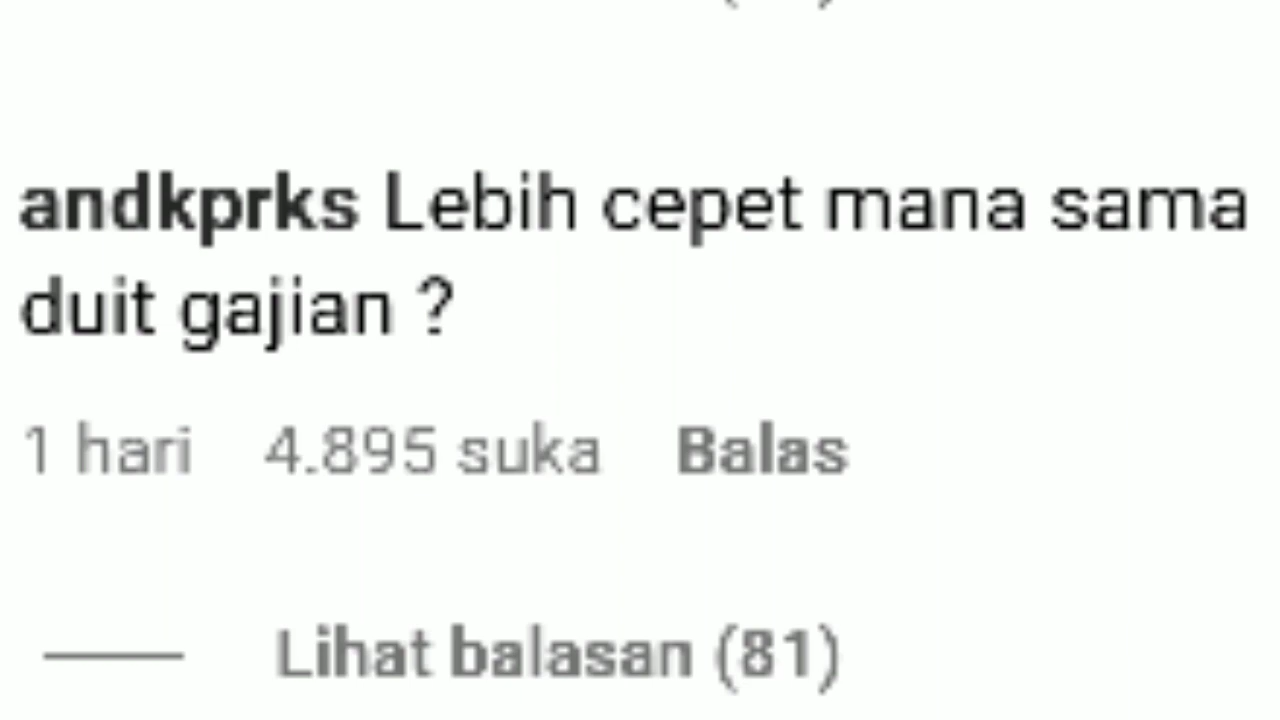 andkprks Lebih cepet mana sama
duit gajian ?
1 hari 4.895 suka Balas
Lihat balasan (81)